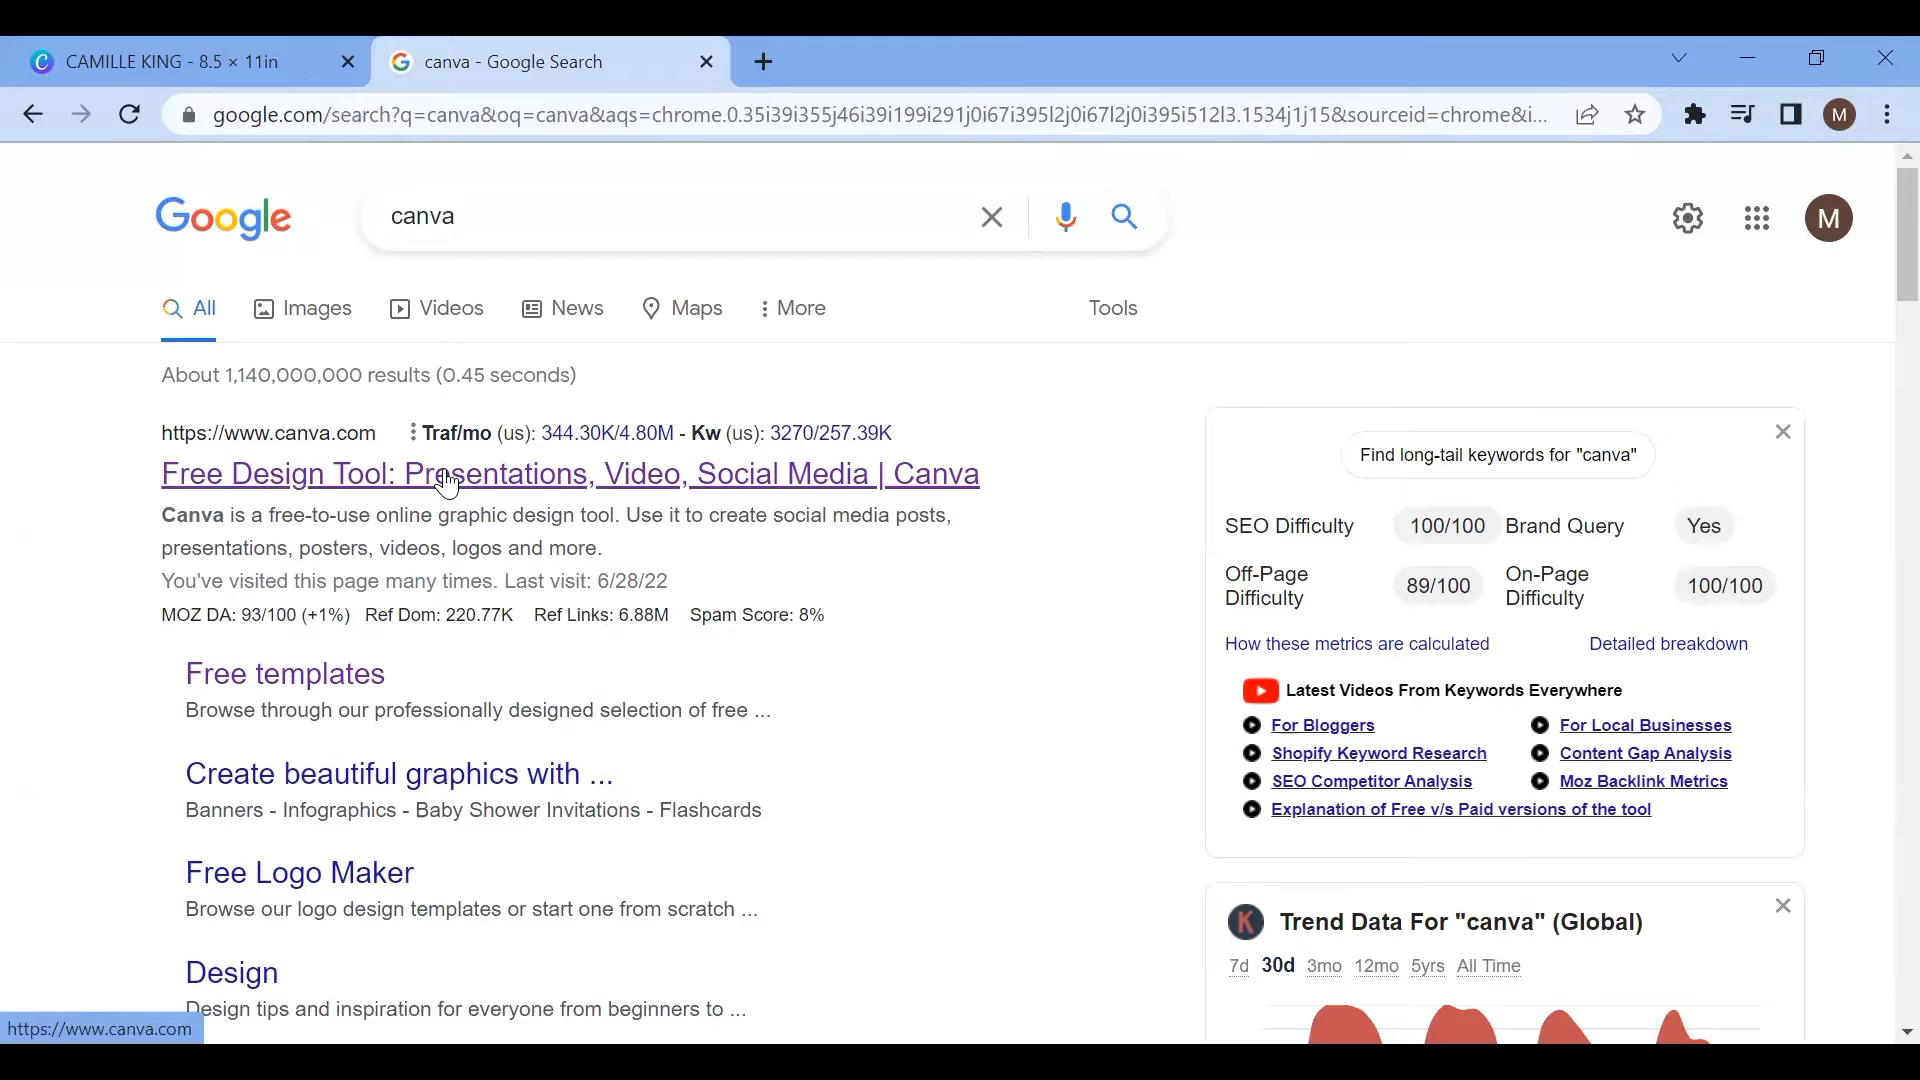 CAMILLE KING - 8.5 × 11in
canva - Google Search
google.com/search?q=canva&oq=canva&aqs=chrome.0.35i39i355j46i39i199i291j0i67i395l2j0i67l2j0i395i512l3.1534j1j15&sourceid=chrome&i...
M
Google
canva
M
All
Images
Videos
News
Maps
More
Tools
About 1,140,000,000 results (0.45 seconds)
https://www.canva.com
Traf/mo (us): 344.30K/4.80M - Kw (us): 3270/257.39K
Free Design Tool: Presentations, Video, Social Media | Canva
Canva is a free-to-use online graphic design tool. Use it to create social media posts,
presentations, posters, videos, logos and more.
You've visited this page many times. Last visit: 6/28/22
MOZ DA: 93/100 (+1%) Ref Dom: 220.77K Ref Links: 6.88M Spam Score: 8%
Free templates
Browse through our professionally designed selection of free ...
Create beautiful graphics with ...
Banners - Infographics - Baby Shower Invitations - Flashcards
Free Logo Maker
Browse our logo design templates or start one from scratch ...
Design
Design tips and inspiration for everyone from beginners to ...
https://www.canva.com
Find long-tail keywords for "canva"
SEO Difficulty 100/100 Brand Query Yes
Off-Page Difficulty 89/100 On-Page Difficulty 100/100
How these metrics are calculated
Detailed breakdown
Latest Videos From Keywords Everywhere
For Bloggers
For Local Businesses
Shopify Keyword Research
Content Gap Analysis
SEO Competitor Analysis
Moz Backlink Metrics
Explanation of Free v/s Paid versions of the tool
K
Trend Data For "canva" (Global)
7d 30d 3mo 12mo 5yrs All Time